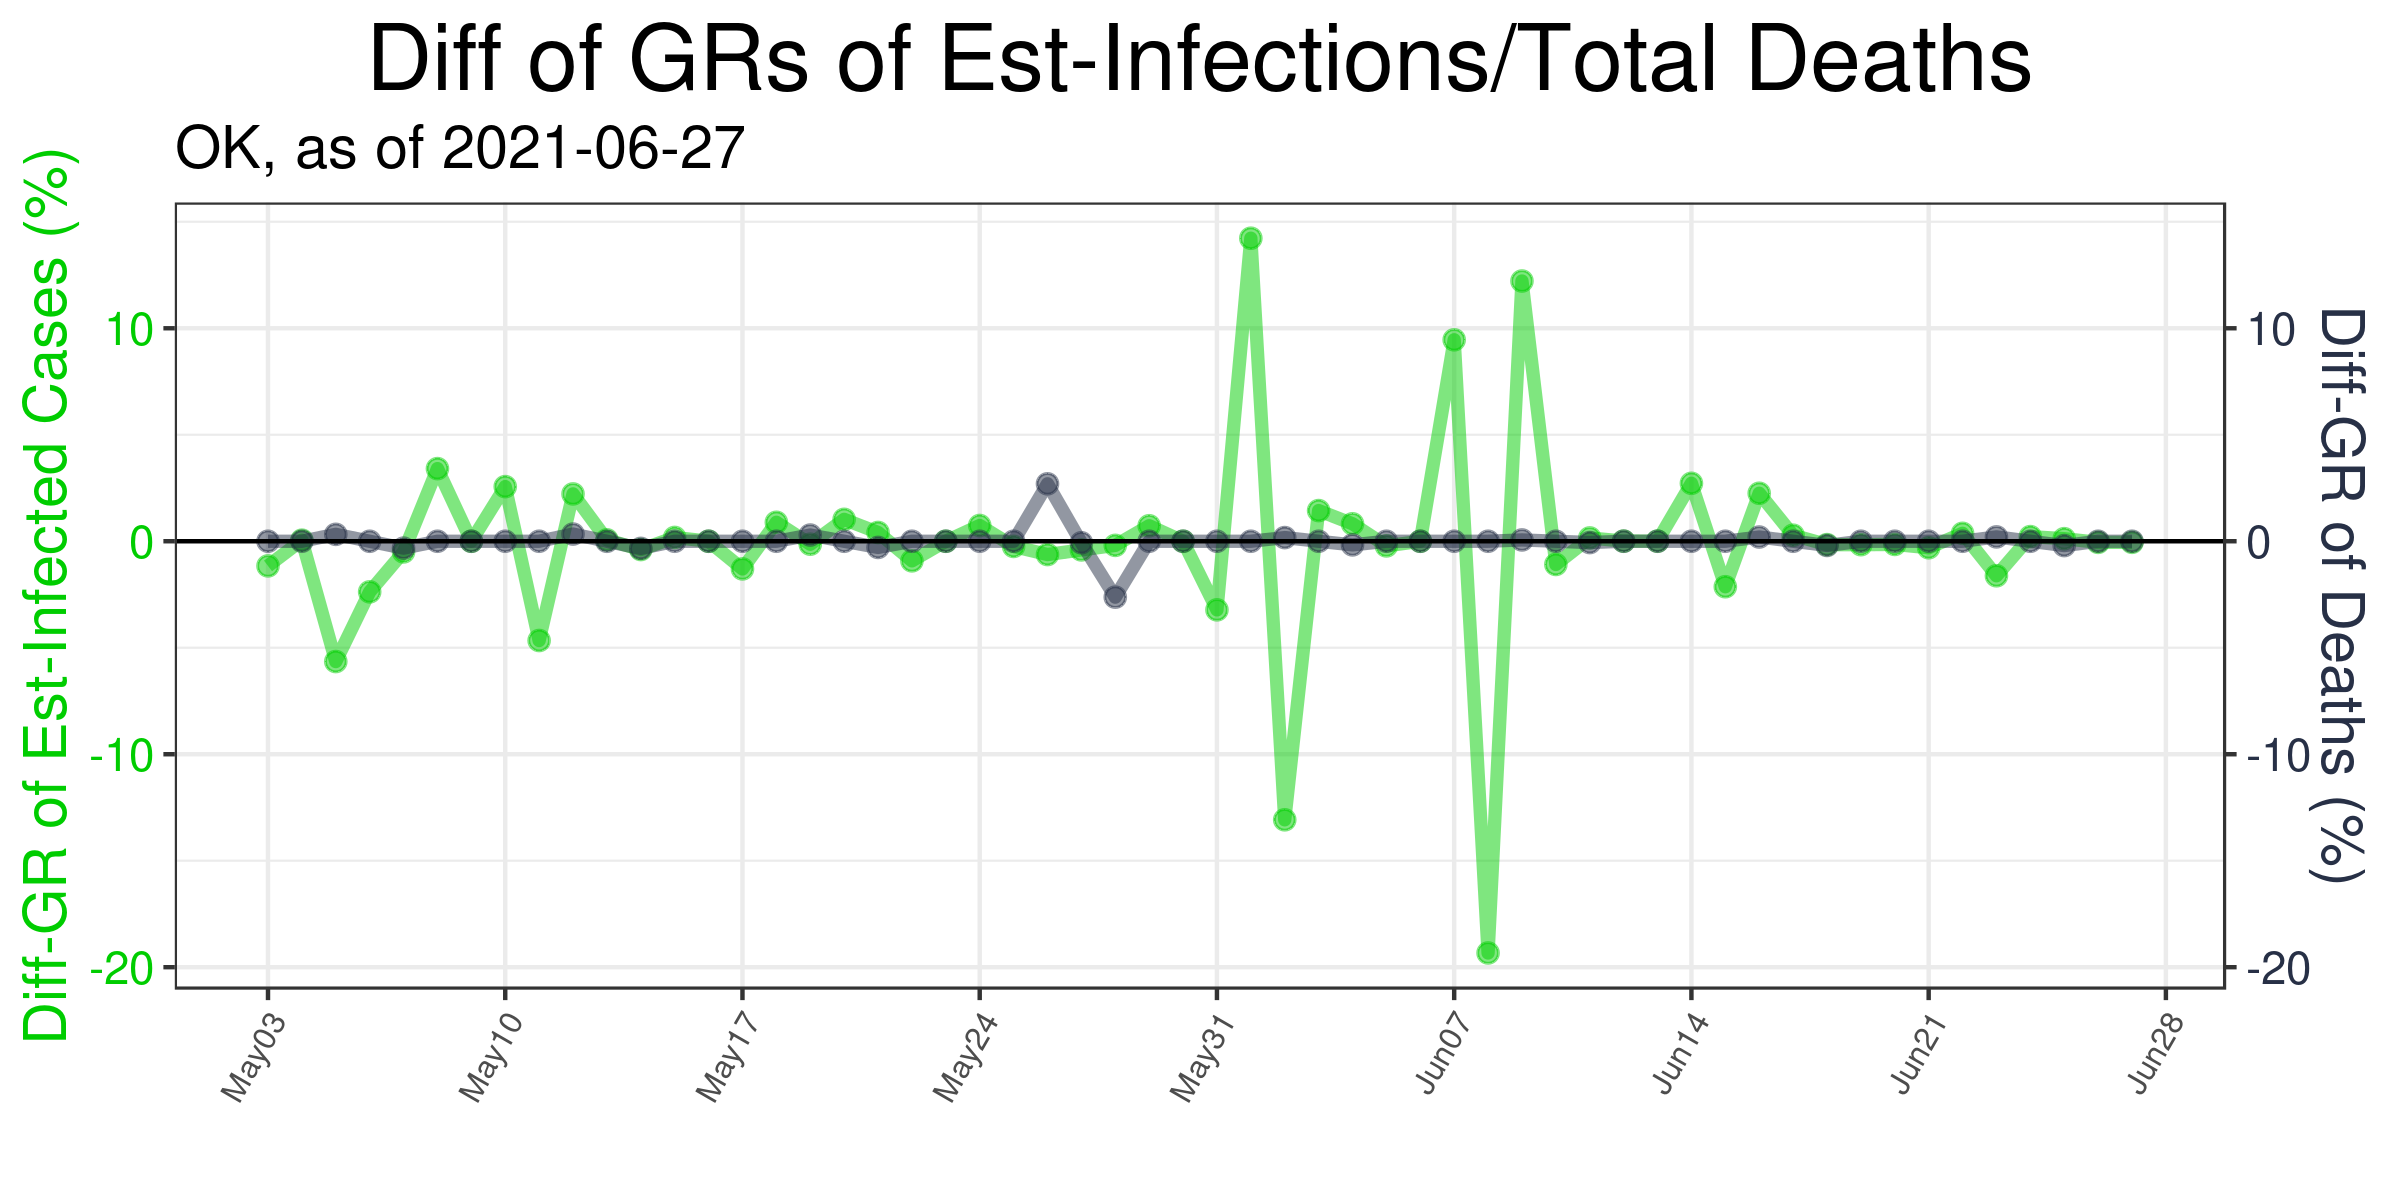 Diff of GRs of Est-Infections/Total Deaths
OK, as of 2021-06-27
Diff-GR of Est-Infected Cases (%)
10
0
-10
-20
10
0
-10
-20
Diff-GR of Deaths (%)
May03
May10
May17
May24
May31
Jun07
Jun14
Jun21
Jun28